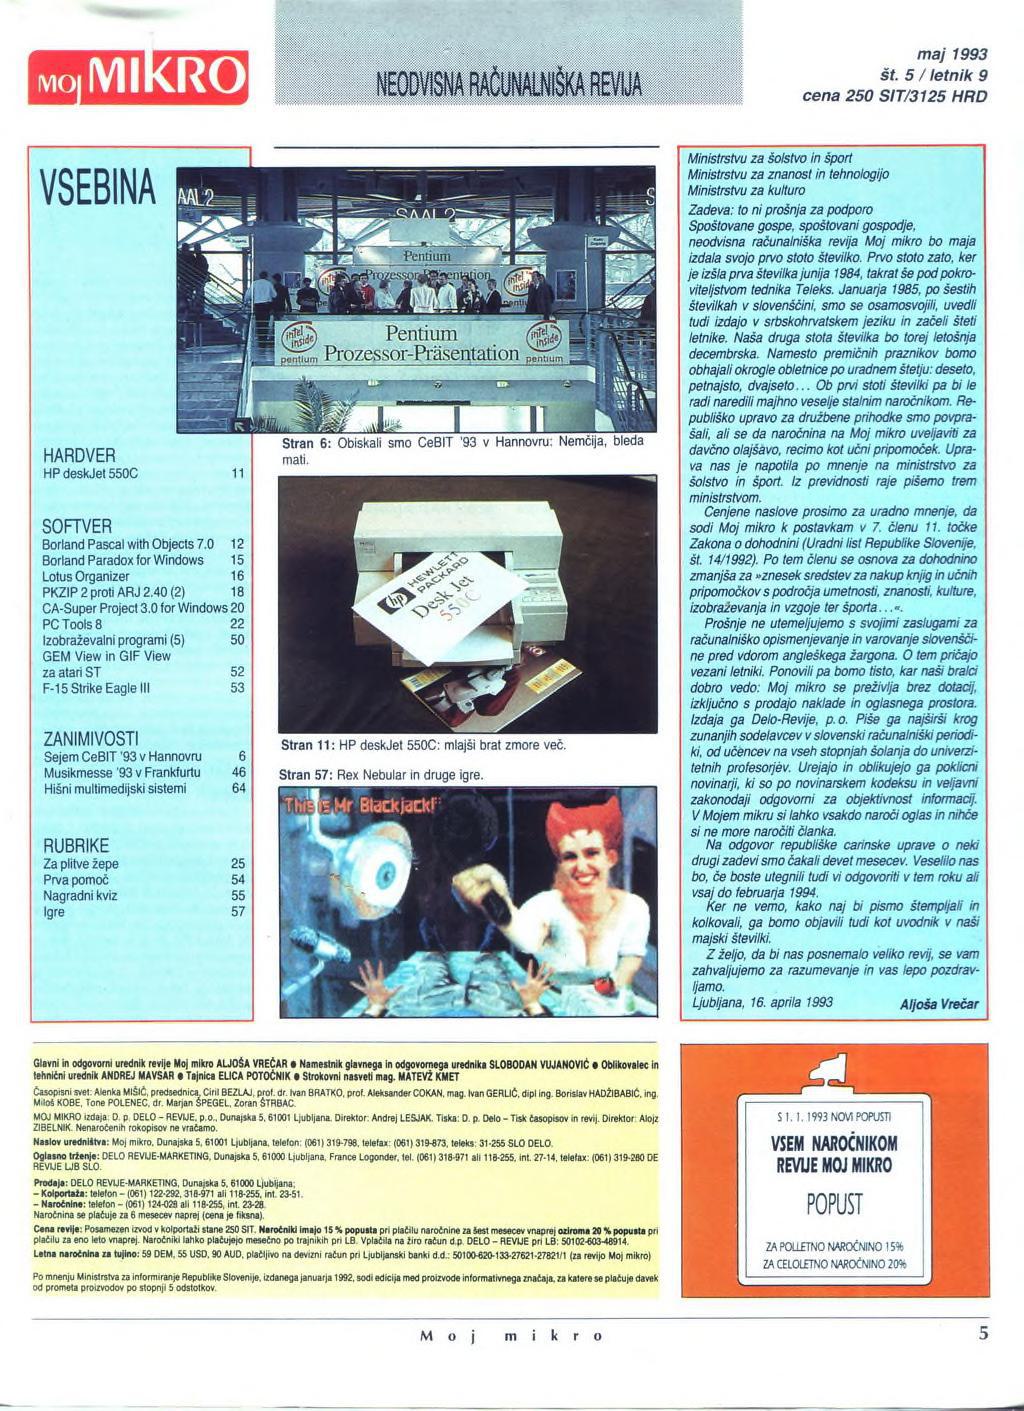 MOJ MIKRO
NEODVISNA RAČUNALNIŠKA REVIJA
maj 1993
št. 5 / letnik 9
cena 250 SIT/3125 HRD
VSEBINA
HARDVER
HP deskJet 550C 11
SOFTVER
Borland Pascal with Objects 7.0 12
Borland Paradox for Windows 15
Lotus Organizer 16
PKZIP 2 proti ARJ 2.40 (2) 18
CA-Super Project 3.0 for Windows 20
PC Tools 8 22
Izobraževalni programi (5) 50
GEM View in GIF View
za atari ST 52
F-15 Strike Eagle III 53
ZANIMIVOSTI
Sejem CeBIT '93 v Hannovru 6
Musikmesse '93 v Frankfurtu 46
Hišni multimedijski sistemi 64
RUBRIKE
Za plitve žepe 25
Prva pomoč 54
Nagradni kviz 55
Igre 57
SAAL 2
Pentium
Prozessor-Präsentation
intel inside
pentium
Pentium
Prozessor-Präsentation
intel inside
pentium
Stran 6: Obiskali smo CeBIT '93 v Hannovru: Nemčija, bleda
mati.
hp HEWLETT
PACKARD
Desk Jet
550C
Stran 11: HP deskJet 550C: mlajši brat zmore več.
Stran 57: Rex Nebular in druge igre.
"This is Mr Blackjack!"
Ministrstvu za šolstvo in šport
Ministrstvu za znanost in tehnologijo
Ministrstvu za kulturo
Zadeva: to ni prošnja za podporo
Spoštovane gospe, spoštovani gospodje,
neodvisna računalniška revija Moj mikro bo maja
izdala svojo prvo stoto številko. Prvo stoto zato, ker
je izšla prva številka junija 1984, takrat še pod pokro-
viteljstvom tednika Teleks. Januarja 1985, po šestih
številkah v slovenščini, smo se osamosvojili, uvedli
tudi izdajo v srbskohrvatskem jeziku in začeli šteti
letnike. Naša druga stota številka bo torej letošnja
decembrska. Namesto premičnih praznikov bomo
obhajali okrogle obletnice po uradnem štetju: deseto,
petnajsto, dvajseto... Ob prvi stoti številki pa bi le
radi naredili majhno veselje stalnim naročnikom. Re-
publiško upravo za družbene prihodke smo povpra-
šali, ali se da naročnina na Moj mikro uveljaviti za
davčno olajšavo, recimo kot učni pripomoček. Upra-
va nas je napotila po mnenje na ministrstvo za
šolstvo in šport. Iz previdnosti raje pišemo trem
ministrstvom.
Cenjene naslove prosimo za uradno mnenje, da
sodi Moj mikro k postavkam v 7. členu 11. točke
Zakona o dohodnini (Uradni list Republike Slovenije,
št. 14/1992). Po tem členu se osnova za dohodnino
zmanjša za »znesek sredstev za nakup knjig in učnih
pripomočkov s področja umetnosti, znanosti, kulture,
izobraževanja in vzgoje ter športa...«.
Prošnje ne utemeljujemo s svojimi zaslugami za
računalniško opismenjevanje in varovanje slovenšči-
ne pred vdorom angleškega žargona. O tem pričajo
vezani letniki. Ponovili pa bomo tisto, kar naši bralci
dobro vedo: Moj mikro se preživlja brez dotacij,
izključno s prodajo naklade in oglasnega prostora.
Izdaja ga Delo-Revije, p. o. Piše ga najširši krog
zunanjih sodelavcev v slovenski računalniški periodi-
ki, od učencev na vseh stopnjah šolanja do univerzi-
tetnih profesorjev. Urejajo in oblikujejo ga poklicni
novinarji, ki so po novinarskem kodeksu in veljavni
zakonodaji odgovorni za objektivnost informacij.
V Mojem mikru si lahko vsakdo naroči oglas in nihče
si ne more naročiti članka.
Na odgovor republiške carinske uprave o neki
drugi zadevi smo čakali devet mesecev. Veselilo nas
bo, če boste utegnili tudi vi odgovoriti v tem roku ali
vsaj do februarja 1994.
Ker ne vemo, kako naj bi pismo štempljali in
kolkovali, ga bomo objavili tudi kot uvodnik v naši
majski številki.
Z željo, da bi nas posnemalo veliko revij, se vam
zahvaljujemo za razumevanje in vas lepo pozdrav-
ljamo.
Ljubljana, 16. aprila 1993 Aljoša Vrečar
Glavni in odgovorni urednik revije Moj mikro ALJOŠA VREČAR • Namestnik glavnega in odgovornega urednika SLOBODAN VUJANOVIĆ • Oblikovalec in
tehnični urednik ANDREJ MAVSAR • Tajnica ELICA POTOČNIK • Strokovni nasveti mag. MATEVŽ KMET
Časopisni svet: Alenka MIŠIČ, predsednica, Ciril BEZLAJ, prof. dr. Ivan BRATKO, prof. Aleksander COKAN, mag. Ivan GERLIČ, dipl ing. Borislav HADŽIBABIĆ, ing.
Miloš KOBE, Tone POLENEC, dr. Marjan ŠPEGEL, Zoran ŠTRBAC.
MOJ MIKRO izdaja: D. p. DELO – REVIJE, p.o., Dunajska 5, 61001 Ljubljana. Direktor: Andrej LESJAK. Tiska: D. p. Delo – Tisk časopisov in revij. Direktor: Alojz
ZIBELNIK. Nenaročenih rokopisov ne vračamo.
Naslov uredništva: Moj mikro, Dunajska 5, 61001 Ljubljana, telefon: (061) 319-798, telefax: (061) 319-873, teleks: 31-255 SLO DELO.
Oglasno trženje: DELO REVIJE-MARKETING, Dunajska 5, 61000 Ljubljana, France Logonder, tel. (061) 318-971 ali 118-255, int. 27-14, telefax: (061) 319-280 DE
REVIJE LJB SLO.
Prodaja: DELO REVIJE-MARKETING, Dunajska 5, 61000 Ljubljana;
– Kolportaža: telefon – (061) 122-292, 318-971 ali 118-255, int. 23-51.
– Naročnine: telefon – (061) 124-028 ali 118-255, int. 23-28.
Naročnina se plačuje za 6 mesecev naprej (cena je fiksna).
Cena revije: Posamezen izvod v kolportaži stane 250 SIT. Naročniki imajo 15 % popusta pri plačilu naročnine za šest mesecev vnaprej oziroma 20 % popusta pri
plačilu za eno leto vnaprej. Naročniki lahko plačujejo mesečno po trajnikih pri LB. Vplačila na žiro račun d.p. DELO – REVIJE pri LB: 50102-603-48914.
Letna naročnina za tujino: 59 DEM, 55 USD, 90 AUD, plačljivo na devizni račun pri Ljubljanski banki d.d.: 50100-620-133-27621-27821/1 (za revijo Moj mikro)
Po mnenju Ministrstva za informiranje Republike Slovenije, izdanega januarja 1992, sodi edicija med proizvode informativnega značaja, za katere se plačuje davek
od prometa proizvodov po stopnji 5 odstotkov.
S 1. 1. 1993 NOVI POPUSTI
VSEM NAROČNIKOM
REVIJE MOJ MIKRO
POPUST
ZA POLLETNO NAROČNINO 15%
ZA CELOLETNO NAROČNINO 20%
Moj mikro 5